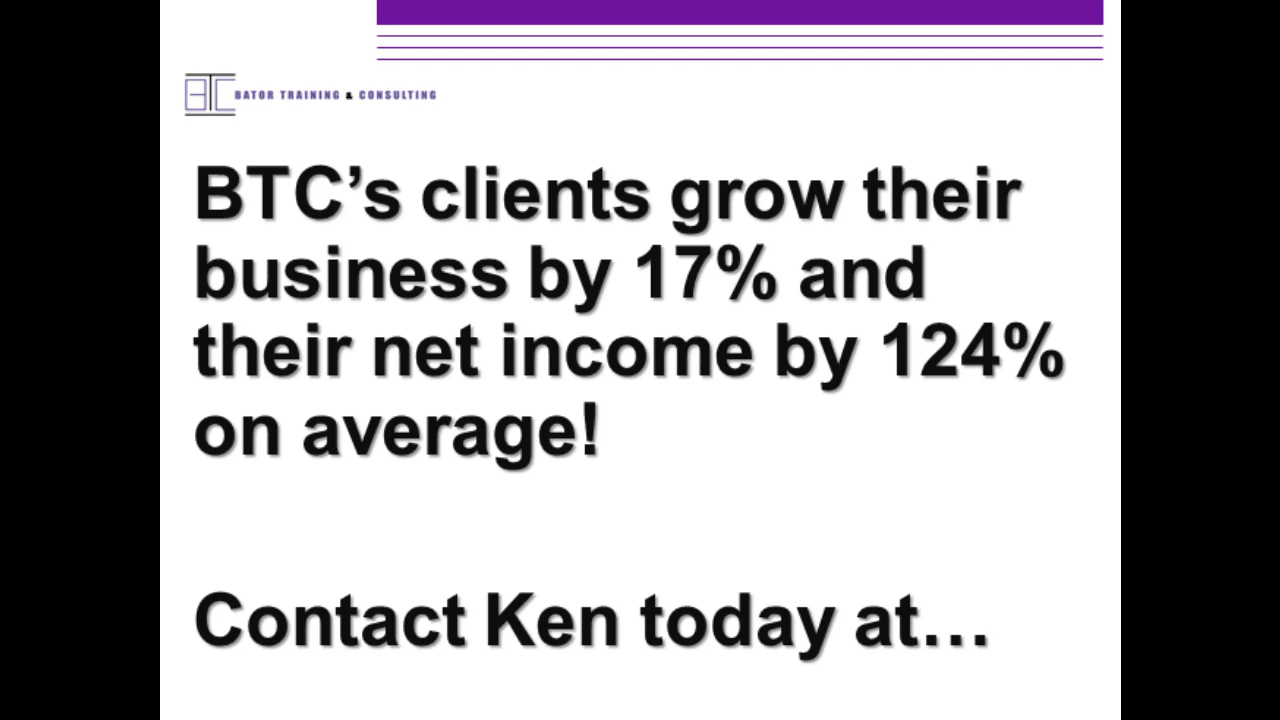 BTC
BATOR TRAINING & CONSULTING
BTC’s clients grow their
business by 17% and
their net income by 124%
on average!
Contact Ken today at…